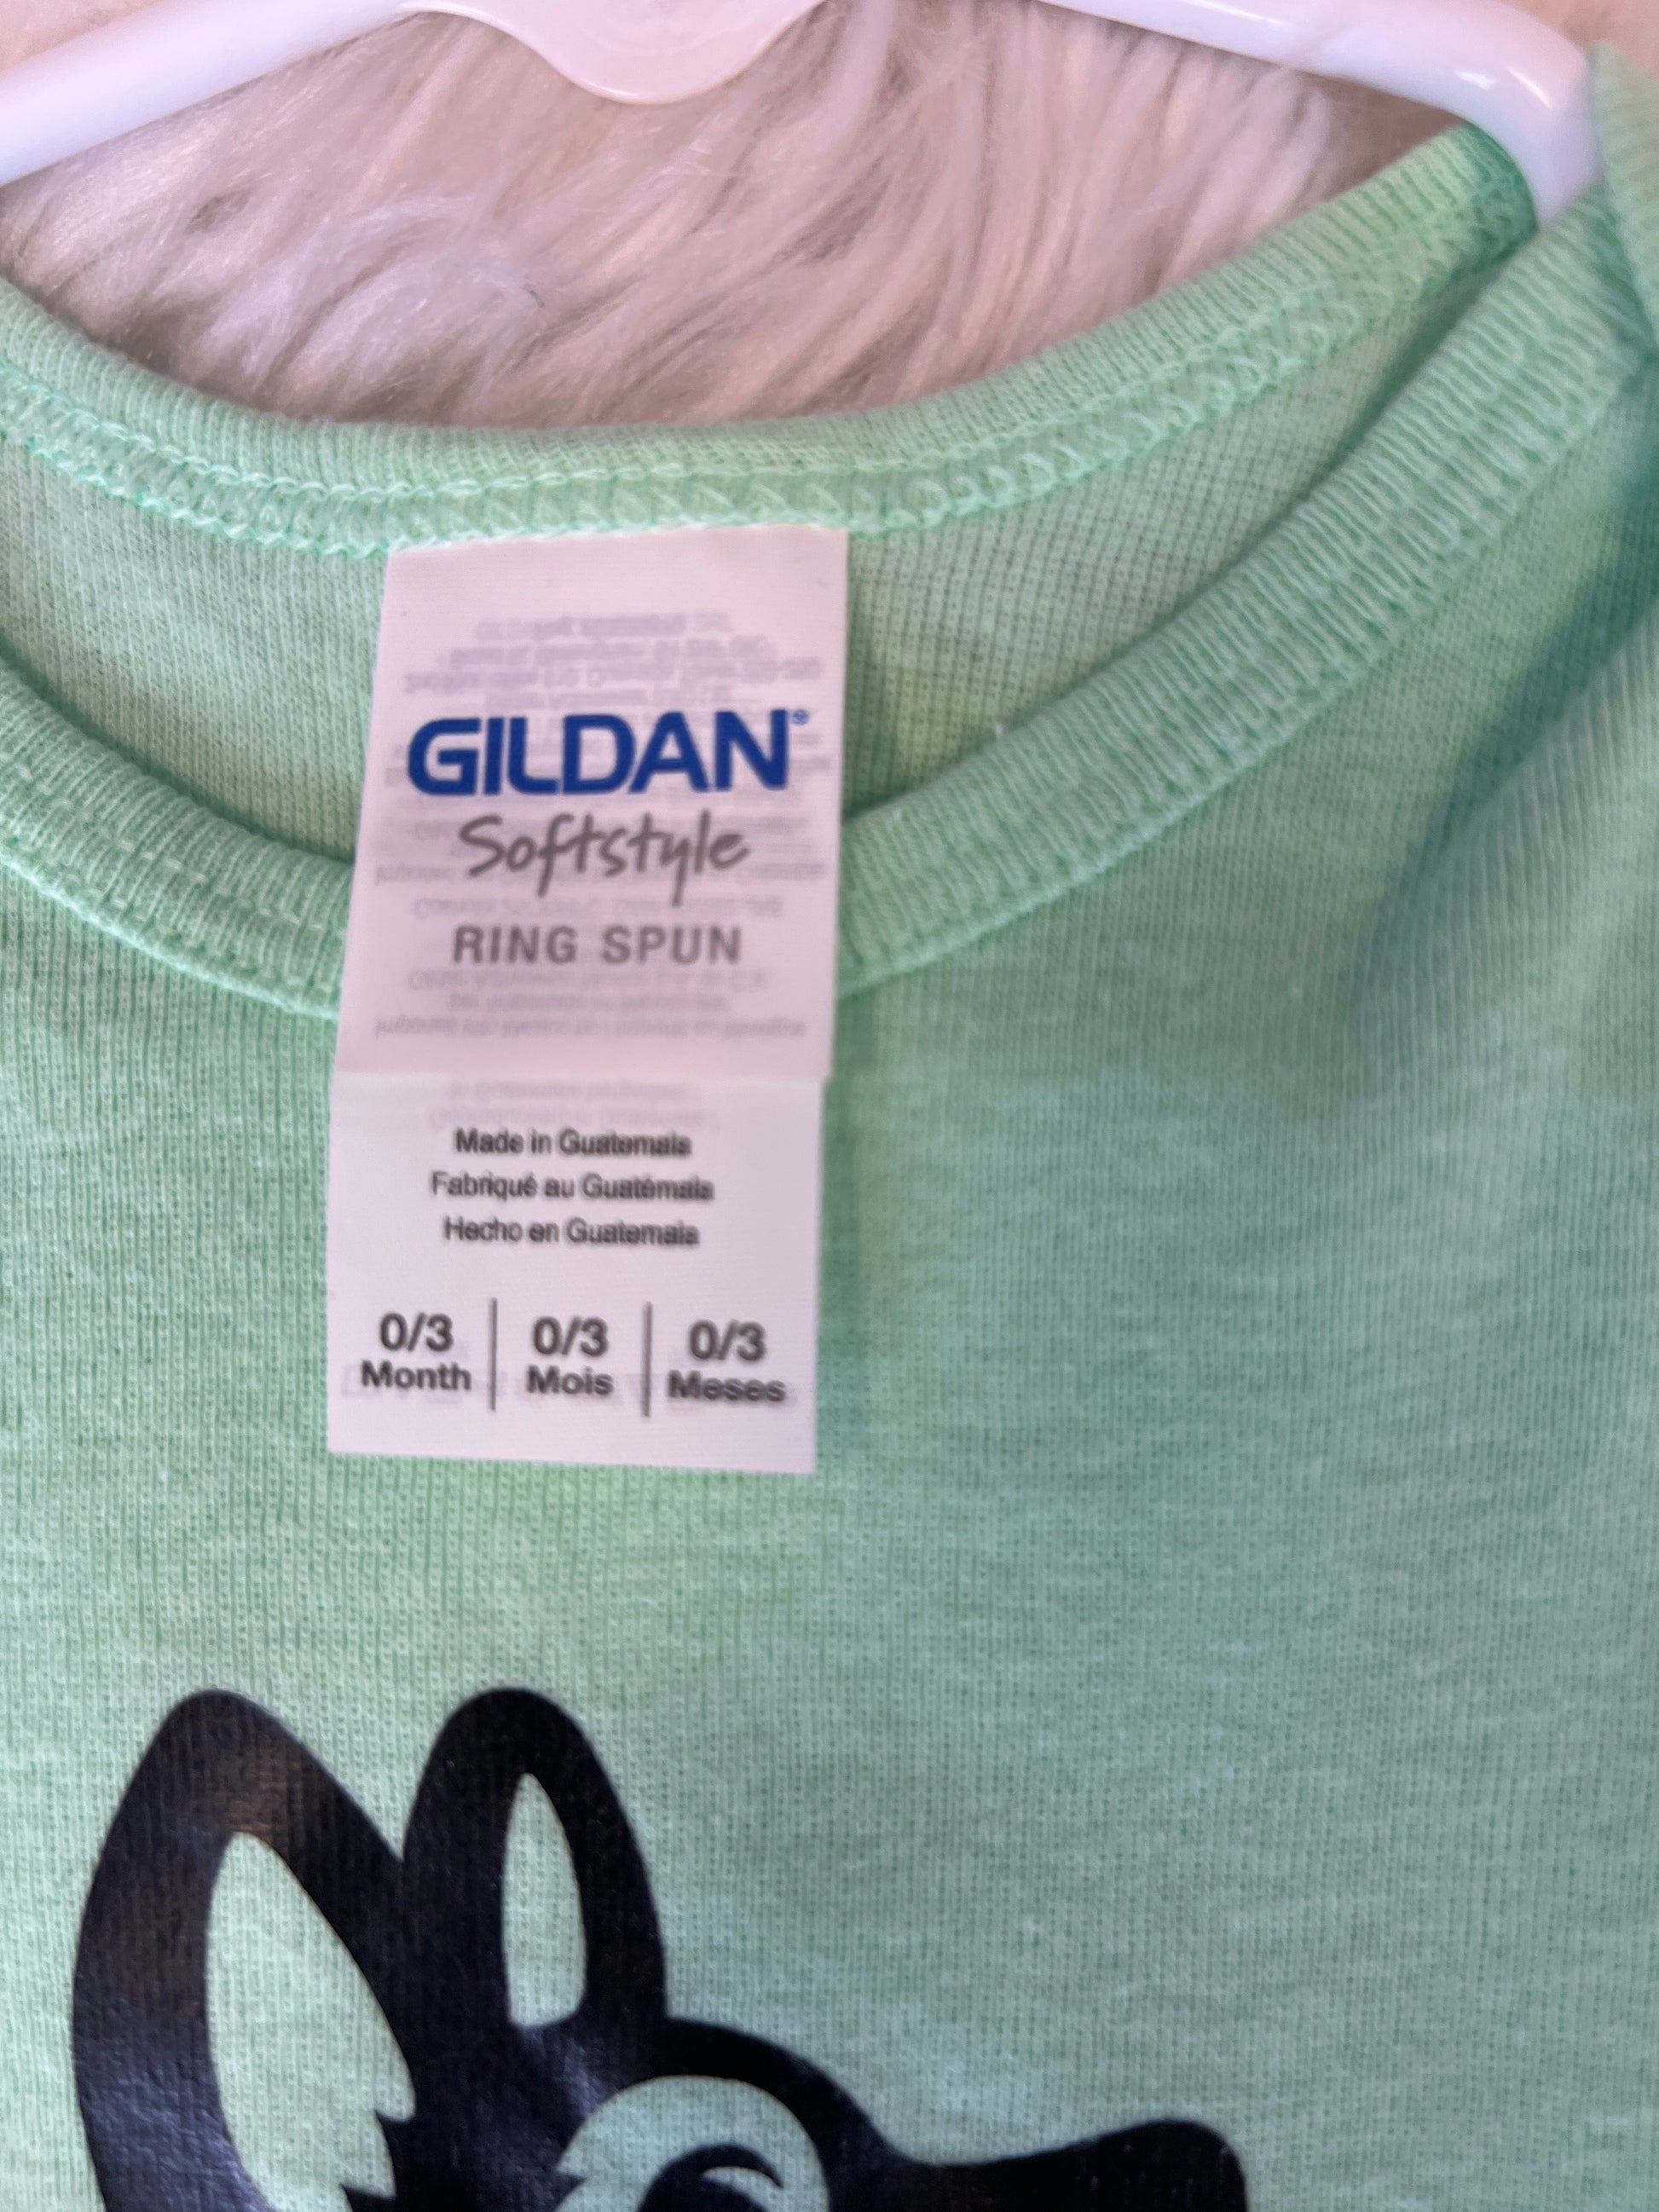 GILDAN®
Softstyle
RING SPUN
Made in Guatemala
Fabriqué au Guatémala
Hecho en Guatemala
0/3 | 0/3 | 0/3
Month | Mois | Meses